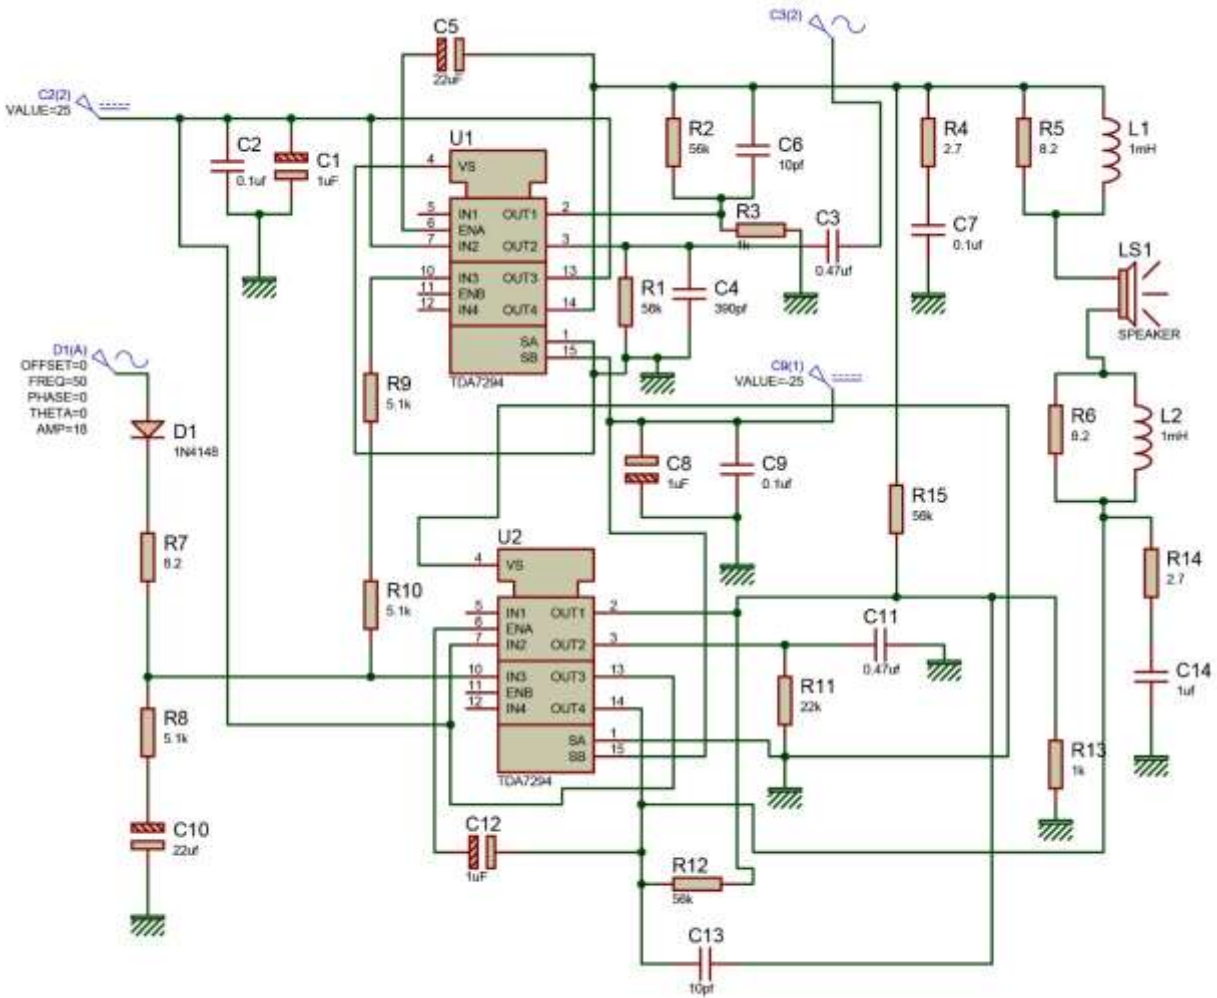 C3(2)
C5
22uF
C2(2)
VALUE=25
C2
0.1uf
C1
1uF
U1
4 VS
5 IN1 OUT1 2
6 ENA
7 IN2 OUT2 3
10 IN3 OUT3 13
11 ENB
12 IN4 OUT4 14
SA 1
SB 15
TDA7294
R2
56k
C6
10pf
R3
1k
C3
0.47uf
R1
56k
C4
390pf
R4
2.7
C7
0.1uf
R5
8.2
L1
1mH
LS1
SPEAKER
D1(A)
OFFSET=0
FREQ=50
PHASE=0
THETA=0
AMP=18
D1
1N4148
R9
5.1k
C9(1)
VALUE=-25
C8
1uF
C9
0.1uf
R6
8.2
L2
1mH
R7
8.2
R10
5.1k
R15
56k
U2
4 VS
5 IN1 OUT1 2
6 ENA
7 IN2 OUT2 3
10 IN3 OUT3 13
11 ENB
12 IN4 OUT4 14
SA 1
SB 15
TDA7294
C11
0.47uf
R11
22k
R14
2.7
C14
1uf
R8
5.1k
R13
1k
C10
22uf
C12
1uF
R12
56k
C13
10pf